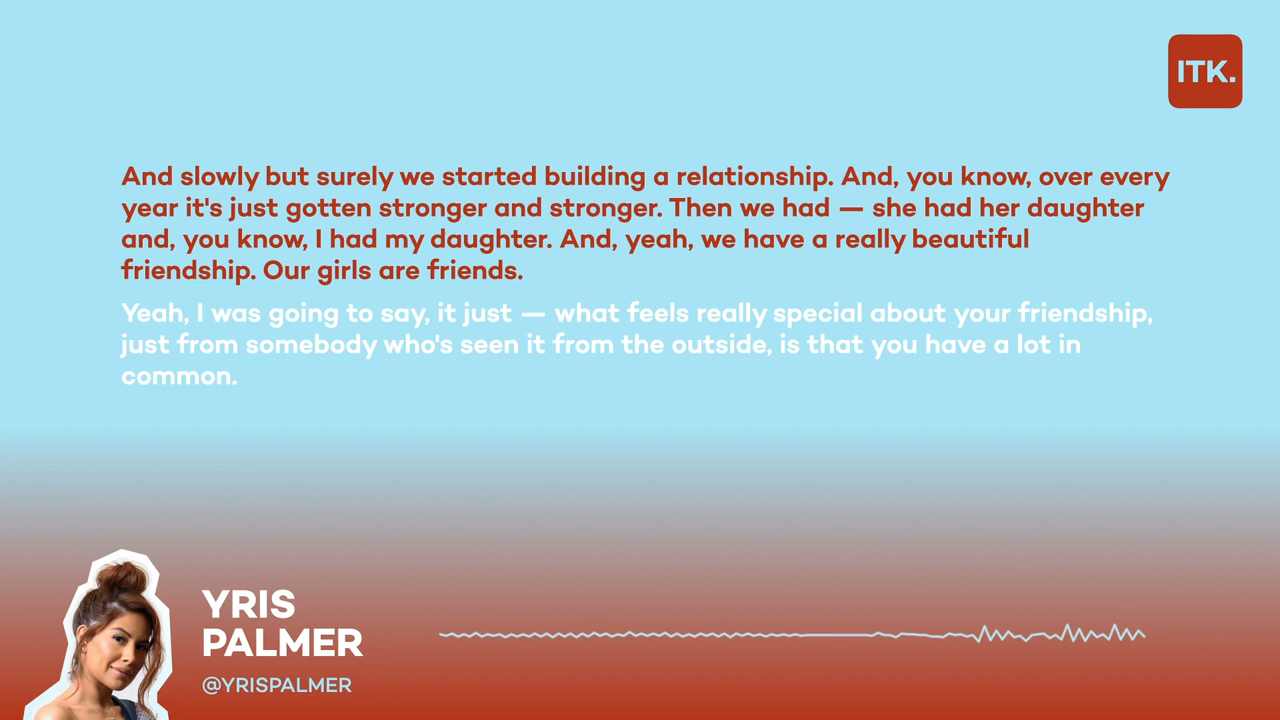 ITK.
And slowly but surely we started building a relationship. And, you know, over every
year it's just gotten stronger and stronger. Then we had — she had her daughter
and, you know, I had my daughter. And, yeah, we have a really beautiful
friendship. Our girls are friends.
Yeah, I was going to say, it just — what feels really special about your friendship,
just from somebody who's seen it from the outside, is that you have a lot in
common.
YRIS
PALMER
@YRISPALMER